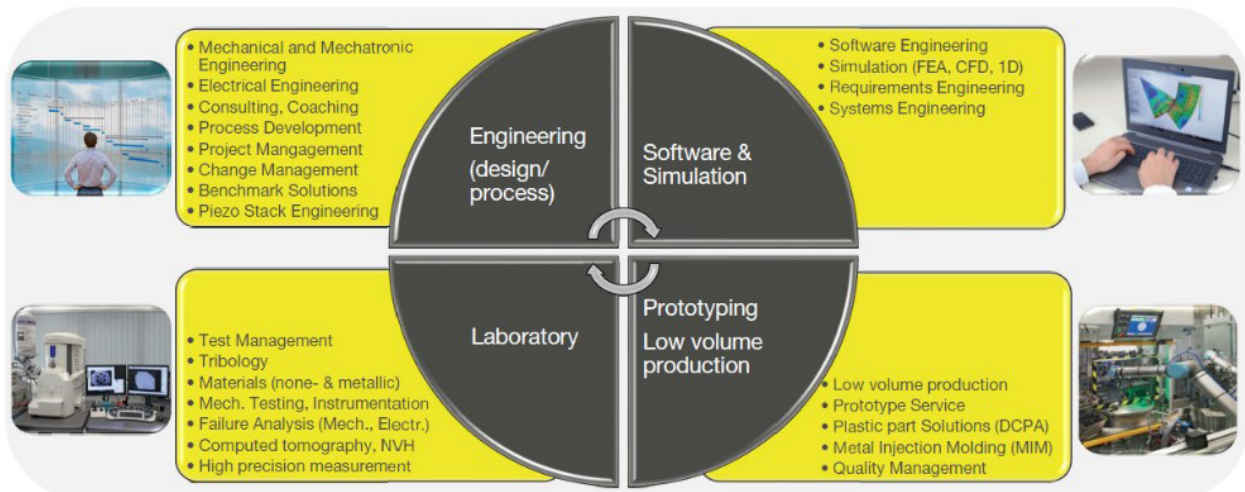 • Mechanical and Mechatronic
Engineering
• Electrical Engineering
• Consulting, Coaching
• Process Development
• Project Mangagement
• Change Management
• Benchmark Solutions
• Piezo Stack Engineering
Engineering
(design/
process)
Software &
Simulation
• Software Engineering
• Simulation (FEA, CFD, 1D)
• Requirements Engineering
• Systems Engineering
• Test Management
• Tribology
• Materials (none- & metallic)
• Mech. Testing, Instrumentation
• Failure Analysis (Mech., Electr.)
• Computed tomography, NVH
• High precision measurement
Laboratory
Prototyping
Low volume
production
• Low volume production
• Prototype Service
• Plastic part Solutions (DCPA)
• Metal Injection Molding (MIM)
• Quality Management